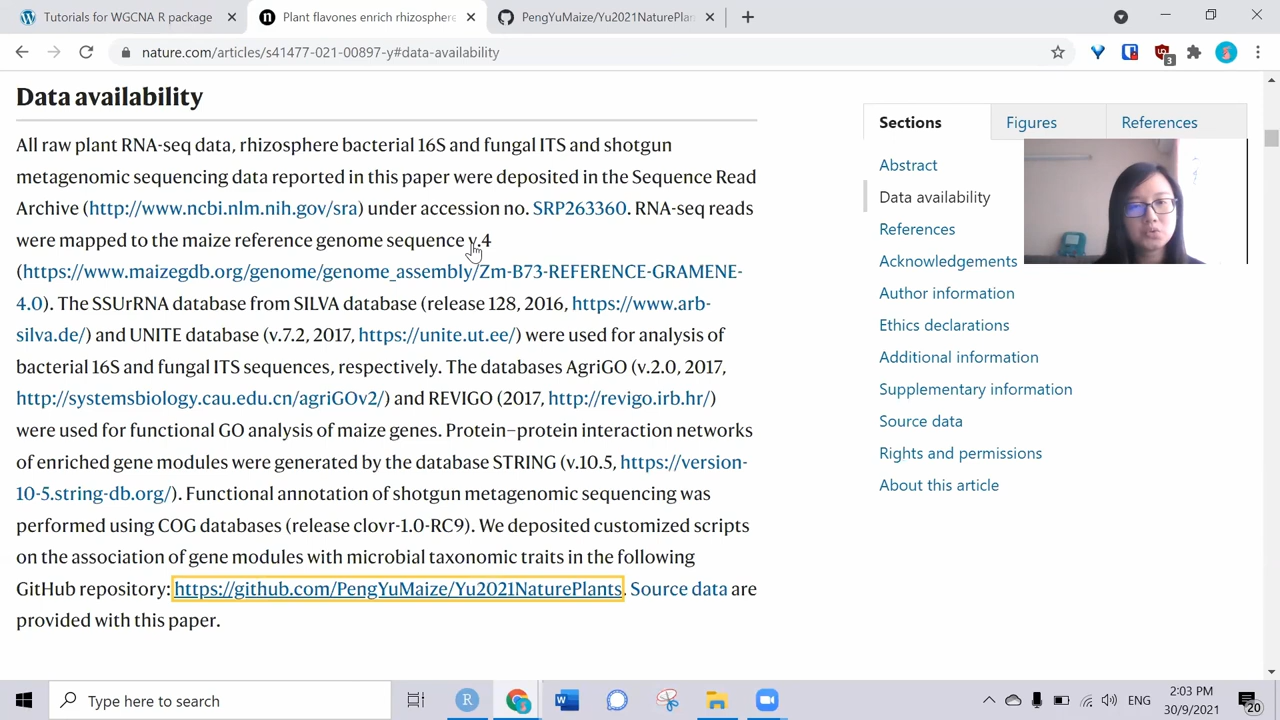 Tutorials for WGCNA R package
Plant flavones enrich rhizosphere
PengYuMaize/Yu2021NaturePlan
nature.com/articles/s41477-021-00897-y#data-availability
3
Data availability
All raw plant RNA-seq data, rhizosphere bacterial 16S and fungal ITS and shotgun
metagenomic sequencing data reported in this paper were deposited in the Sequence Read
Archive (http://www.ncbi.nlm.nih.gov/sra) under accession no. SRP263360. RNA-seq reads
were mapped to the maize reference genome sequence v.4
(https://www.maizegdb.org/genome/genome_assembly/Zm-B73-REFERENCE-GRAMENE-
4.0). The SSUrRNA database from SILVA database (release 128, 2016, https://www.arb-
silva.de/) and UNITE database (v.7.2, 2017, https://unite.ut.ee/) were used for analysis of
bacterial 16S and fungal ITS sequences, respectively. The databases AgriGO (v.2.0, 2017,
http://systemsbiology.cau.edu.cn/agriGOv2/) and REVIGO (2017, http://revigo.irb.hr/)
were used for functional GO analysis of maize genes. Protein–protein interaction networks
of enriched gene modules were generated by the database STRING (v.10.5, https://version-
10-5.string-db.org/). Functional annotation of shotgun metagenomic sequencing was
performed using COG databases (release clovr-1.0-RC9). We deposited customized scripts
on the association of gene modules with microbial taxonomic traits in the following
GitHub repository: https://github.com/PengYuMaize/Yu2021NaturePlants. Source data are
provided with this paper.
Sections
Figures
References
Abstract
Data availability
References
Acknowledgements
Author information
Ethics declarations
Additional information
Supplementary information
Source data
Rights and permissions
About this article
Type here to search
ENG
2:03 PM
30/9/2021
20